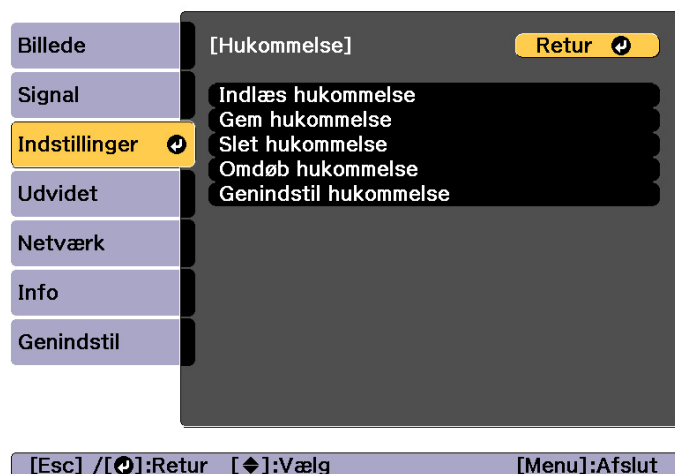 Billede
Signal
Indstillinger
Udvidet
Netværk
Info
Genindstil
[Hukommelse]
Retur
Indlæs hukommelse
Gem hukommelse
Slet hukommelse
Omdøb hukommelse
Genindstil hukommelse
[Esc] /[]:Retur [◆]:Vælg [Menu]:Afslut